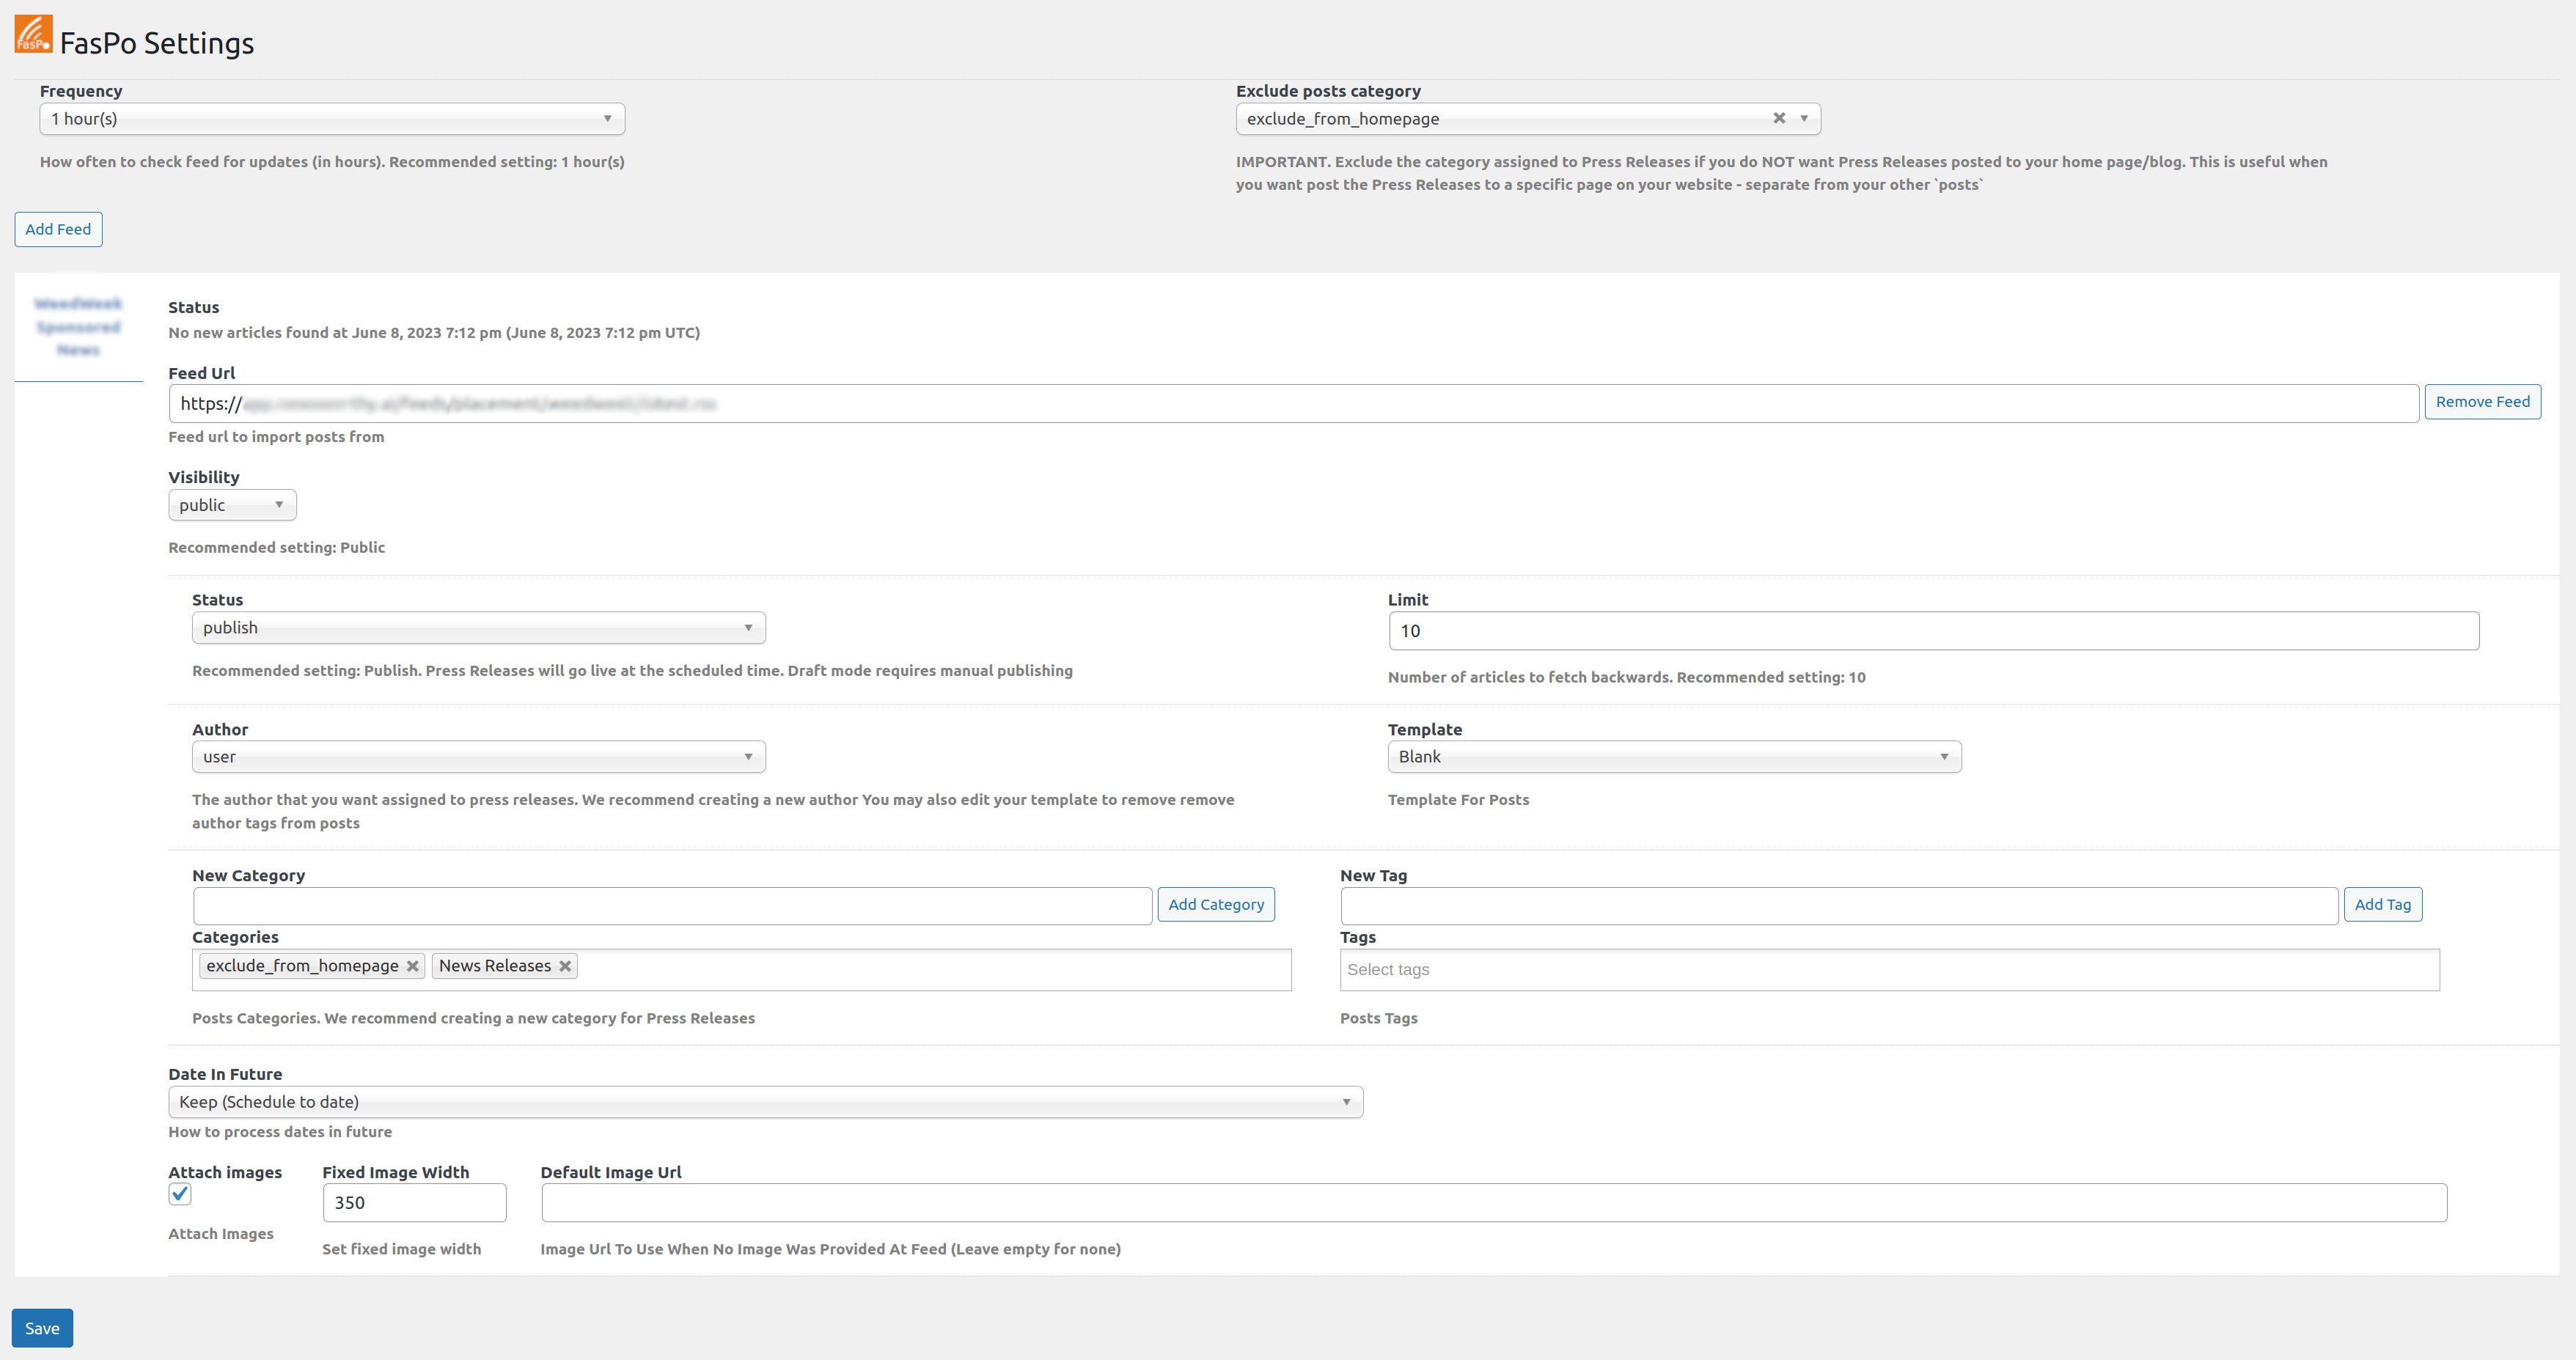 FasPo
FasPo Settings
Frequency
1 hour(s)
How often to check feed for updates (in hours). Recommended setting: 1 hour(s)
Exclude posts category
exclude_from_homepage
IMPORTANT. Exclude the category assigned to Press Releases if you do NOT want Press Releases posted to your home page/blog. This is useful when
you want post the Press Releases to a specific page on your website - separate from your other `posts`
Add Feed
WeedWeek
Sponsored
News
Status
No new articles found at June 8, 2023 7:12 pm (June 8, 2023 7:12 pm UTC)
Feed Url
https://
Remove Feed
Feed url to import posts from
Visibility
public
Recommended setting: Public
Status
publish
Recommended setting: Publish. Press Releases will go live at the scheduled time. Draft mode requires manual publishing
Limit
10
Number of articles to fetch backwards. Recommended setting: 10
Author
user
The author that you want assigned to press releases. We recommend creating a new author You may also edit your template to remove remove
author tags from posts
Template
Blank
Template For Posts
New Category
Add Category
Categories
exclude_from_homepage News Releases
Posts Categories. We recommend creating a new category for Press Releases
New Tag
Add Tag
Tags
Select tags
Posts Tags
Date In Future
Keep (Schedule to date)
How to process dates in future
Attach images
Attach Images
Fixed Image Width
350
Set fixed image width
Default Image Url
Image Url To Use When No Image Was Provided At Feed (Leave empty for none)
Save